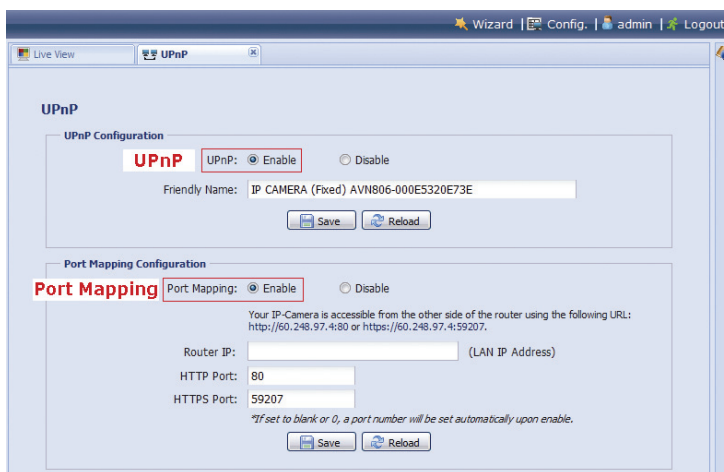 Wizard | Config. | admin | Logout
Live View UPnP
UPnP
UPnP Configuration
UPnP UPnP: Enable Disable
Friendly Name: IP CAMERA (Fixed) AVN806-000E5320E73E
Save Reload
Port Mapping Configuration
Port Mapping Port Mapping: Enable Disable
Your IP-Camera is accessible from the other side of the router using the following URL:
http://60.248.97.4:80 or https://60.248.97.4:59207.
Router IP: (LAN IP Address)
HTTP Port: 80
HTTPS Port: 59207
*If set to blank or 0, a port number will be set automatically upon enable.
Save Reload